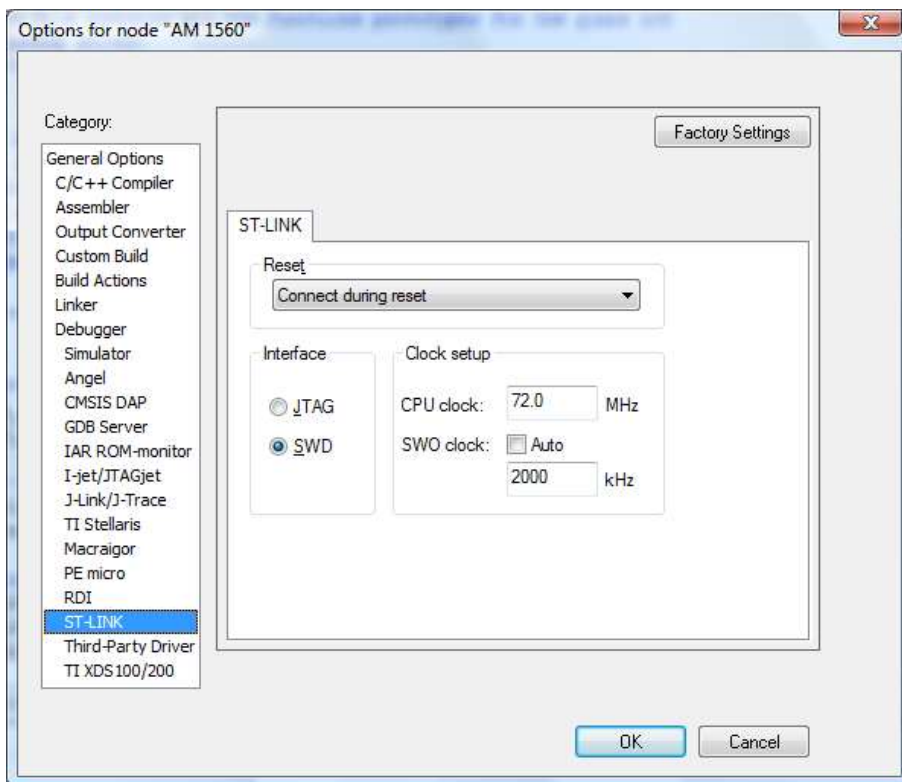 Options for node "AM 1560"
Category:
Factory Settings
General Options
C/C++ Compiler
Assembler
Output Converter
Custom Build
Build Actions
Linker
Debugger
Simulator
Angel
CMSIS DAP
GDB Server
IAR ROM-monitor
I-jet/JTAGjet
J-Link/J-Trace
TI Stellaris
Macraigor
PE micro
RDI
ST-LINK
Third-Party Driver
TI XDS100/200
ST-LINK
Reset
Connect during reset
Interface
JTAG
SWD
Clock setup
CPU clock: 72.0 MHz
SWO clock: Auto
2000 kHz
OK Cancel